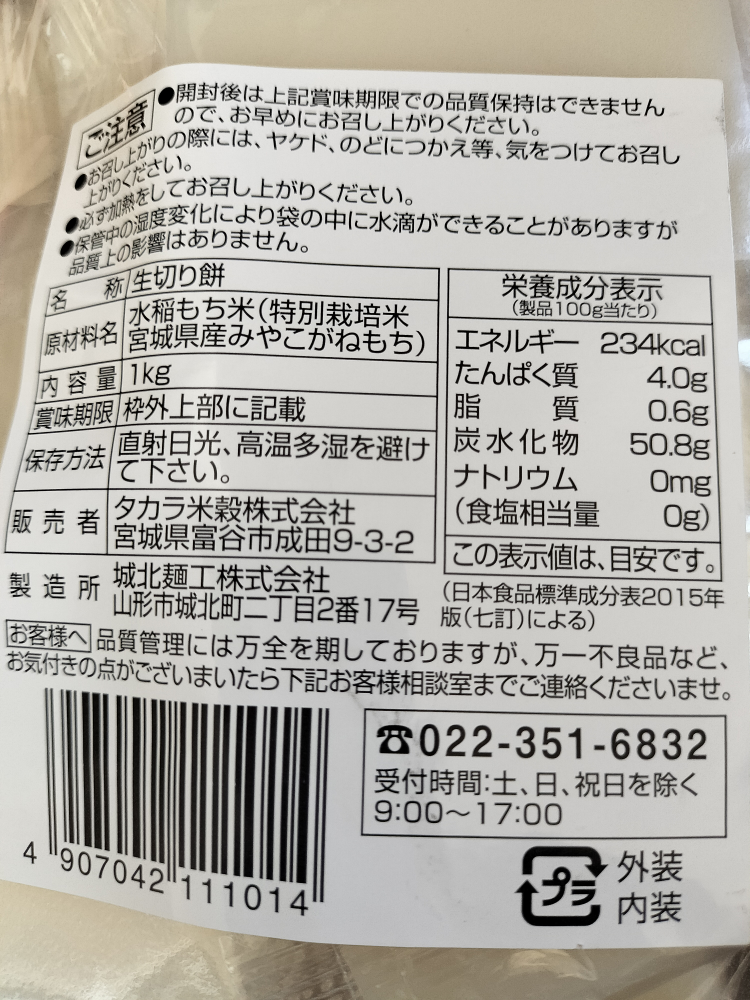 ご注意
●開封後は上記賞味期限での品質保持はできません
ので、お早めにお召し上がりください。
●お召し上がりの際には、ヤケド、のどにつかえ等、気をつけてお召し
上がりください。
●必ず加熱をしてお召し上がりください。
●保管中の湿度変化により袋の中に水滴ができることがありますが
品質上の影響はありません。
名 称 生切り餅
原材料名 水稲もち米(特別栽培米
宮城県産みやこがねもち)
内容量 1kg
賞味期限 枠外上部に記載
保存方法 直射日光、高温多湿を避け
て下さい。
販売者 タカラ米穀株式会社
宮城県富谷市成田9-3-2
製造所 城北麺工株式会社
山形市城北町二丁目2番17号
栄養成分表示
(製品100g当たり)
エネルギー 234kcal
たんぱく質 4.0g
脂 質 0.6g
炭水化物 50.8g
ナトリウム 0mg
(食塩相当量 0g)
この表示値は、目安です。
(日本食品標準成分表2015年
版(七訂)による)
お客様へ 品質管理には万全を期しておりますが、万一不良品など、
お気付きの点がございまいたら下記お客様相談室までご連絡くださいませ。
☎022-351-6832
受付時間:土、日、祝日を除く
9:00〜17:00
4 907042 111014
プラ
外装
内装